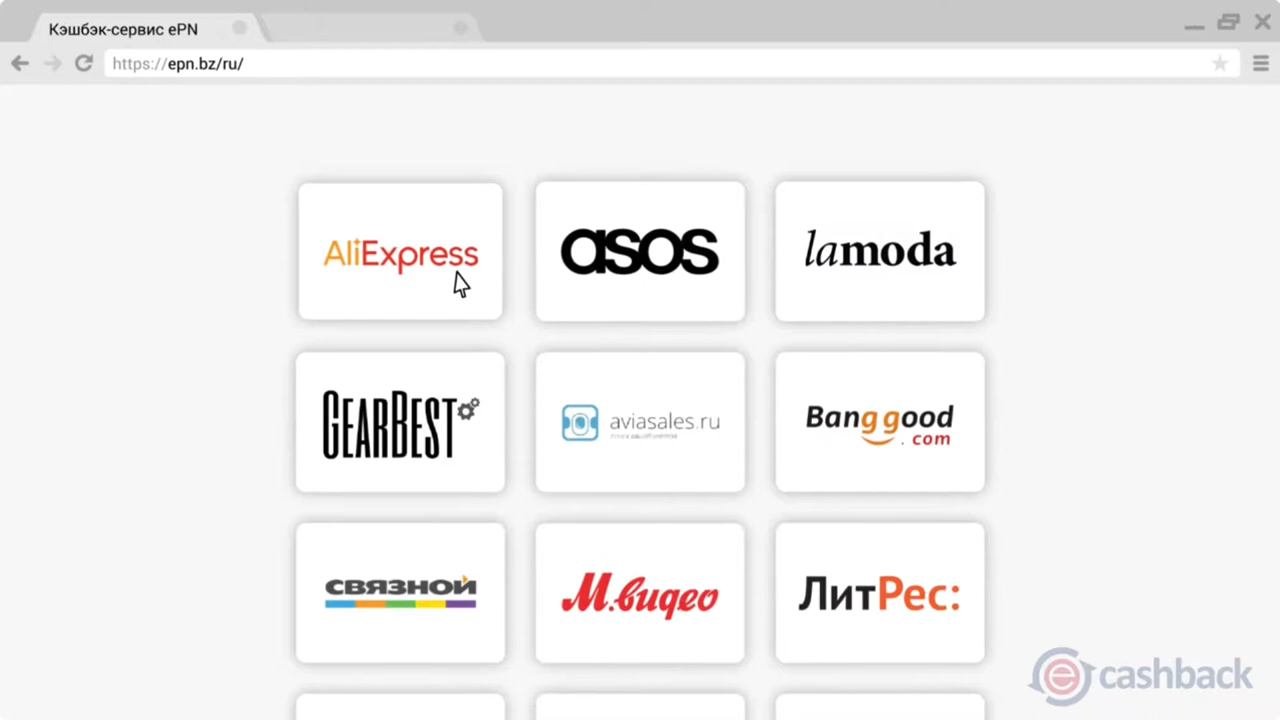 Кэшбэк-сервис ePN
https://epn.bz/ru/
AliExpress
asos
lamoda
GEARBEST
aviasales.ru
Banggood
.com
СВЯЗНОЙ
М.видео
ЛитРес:
e cashback